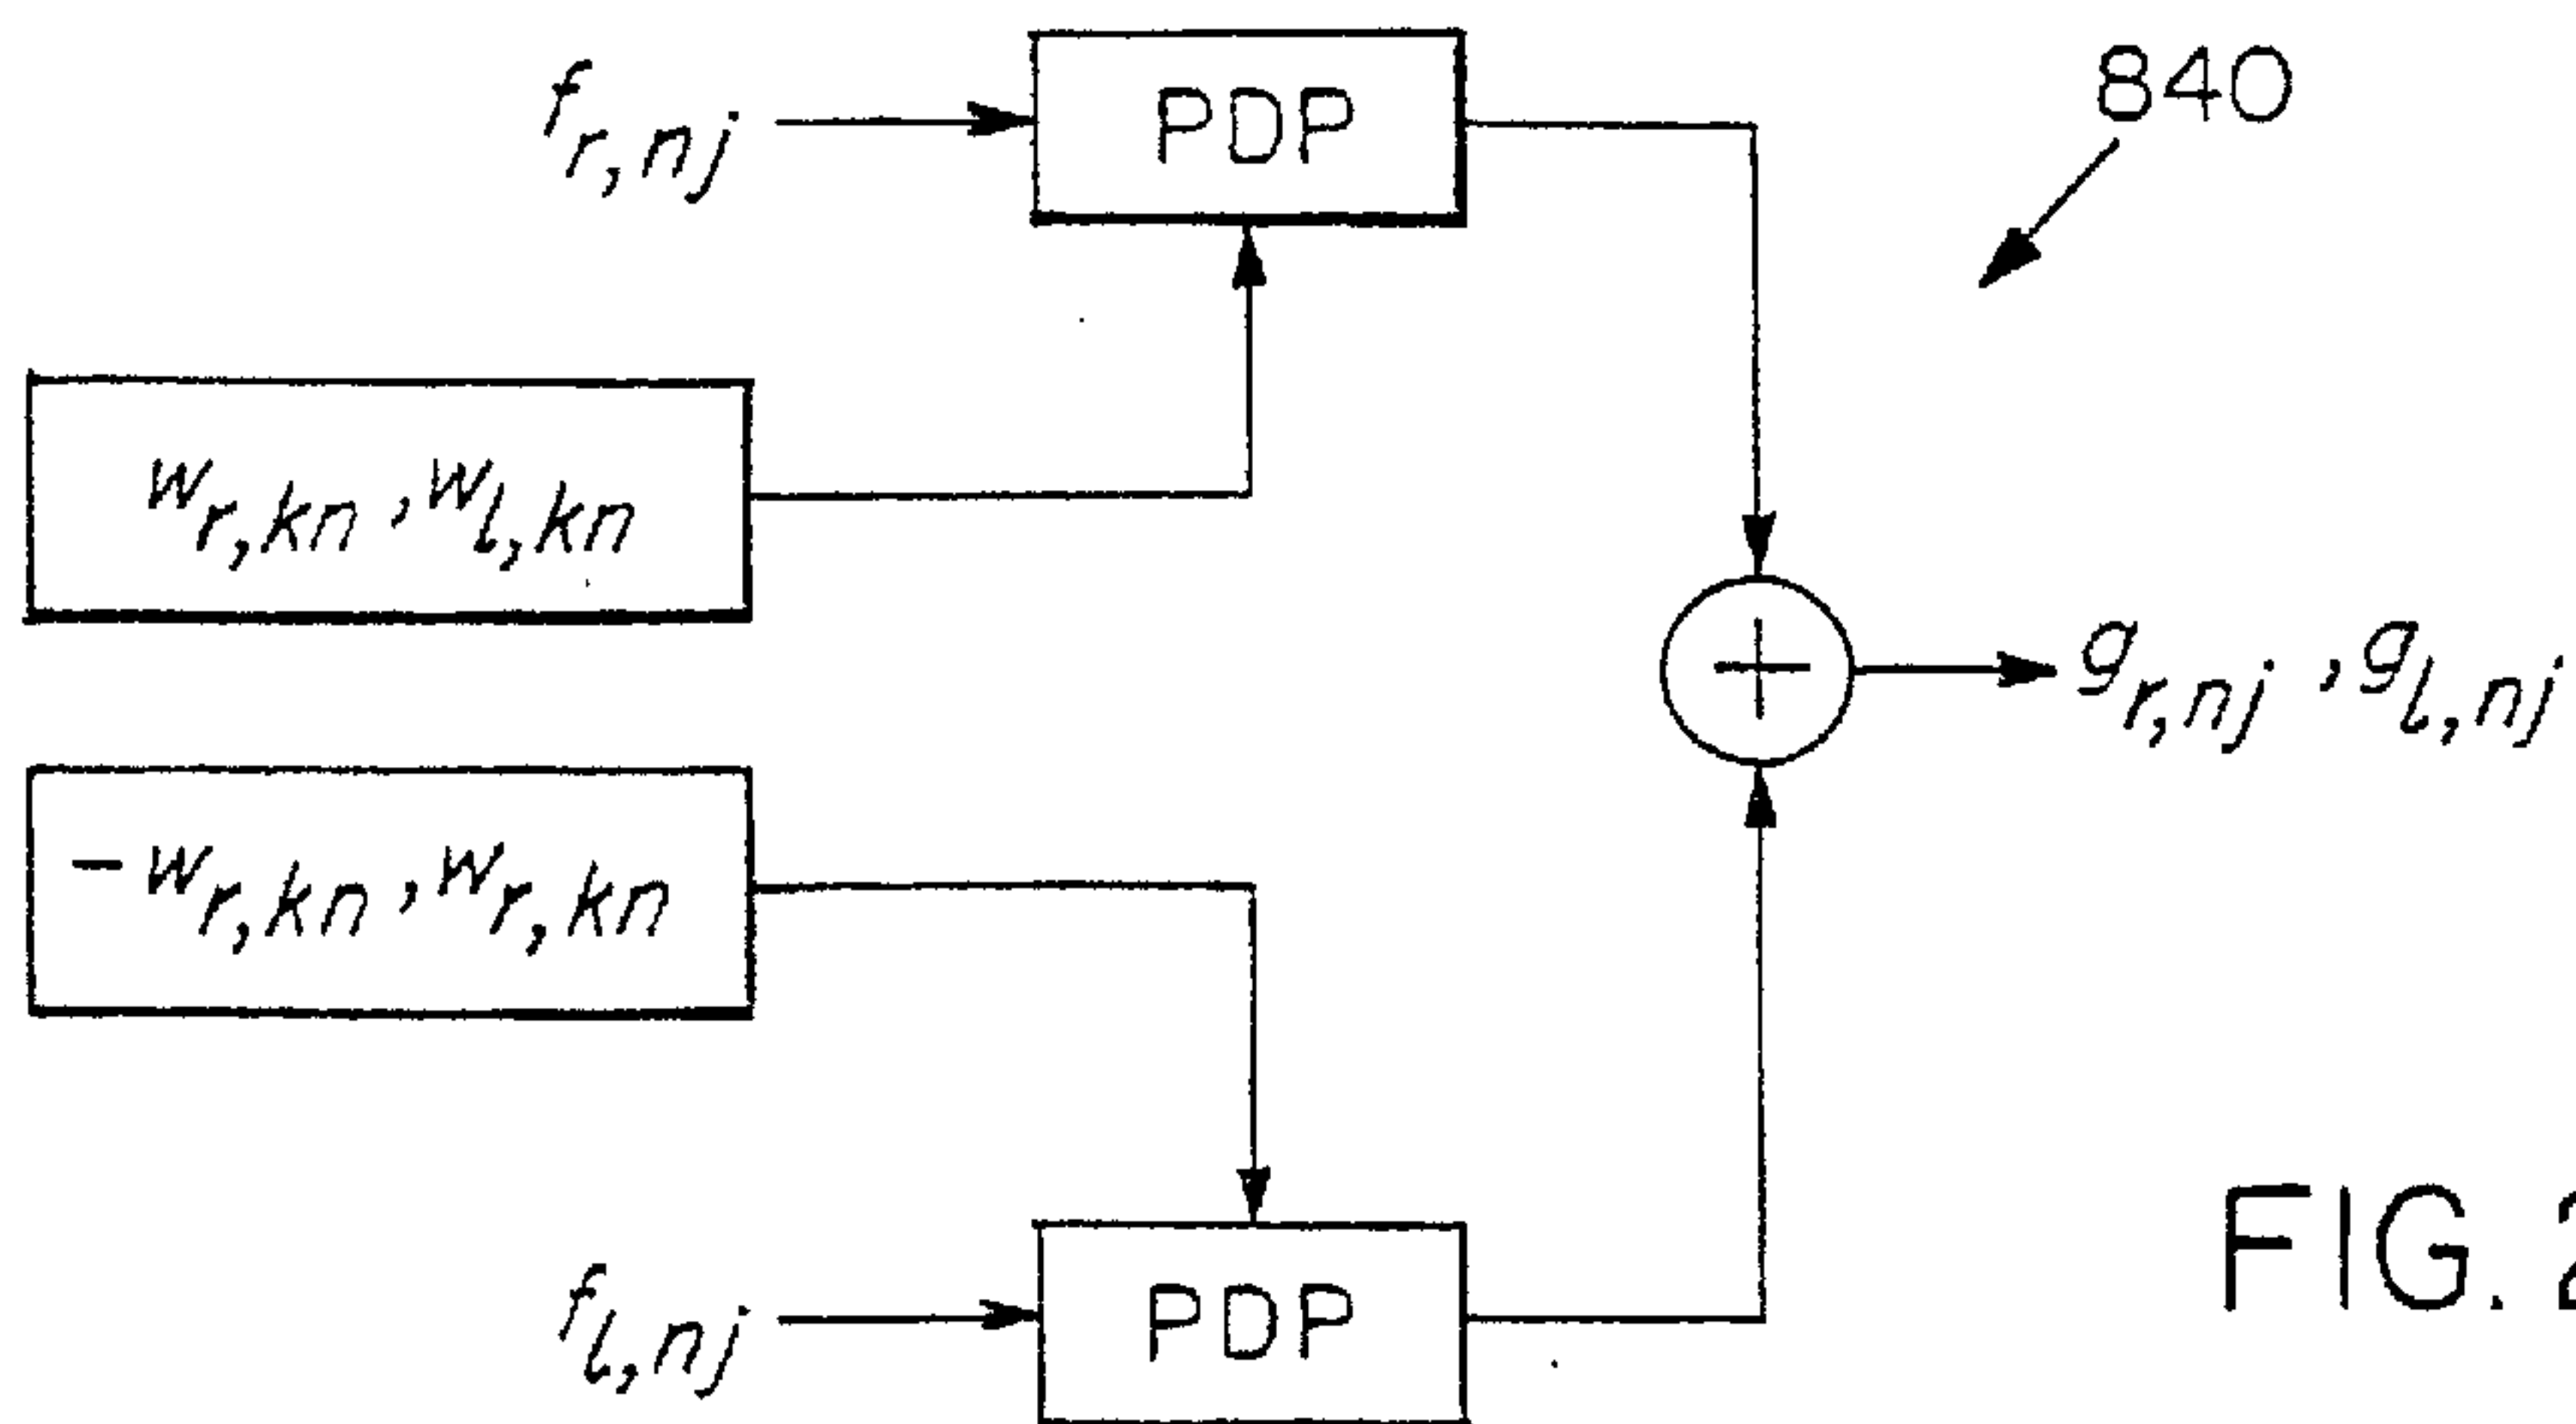 840
f_{r,nj}
PDP
w_{r,kn}, w_{l,kn}
g_{r,nj}, g_{l,nj}
-w_{r,kn}, w_{r,kn}
f_{l,nj}
PDP
FIG.